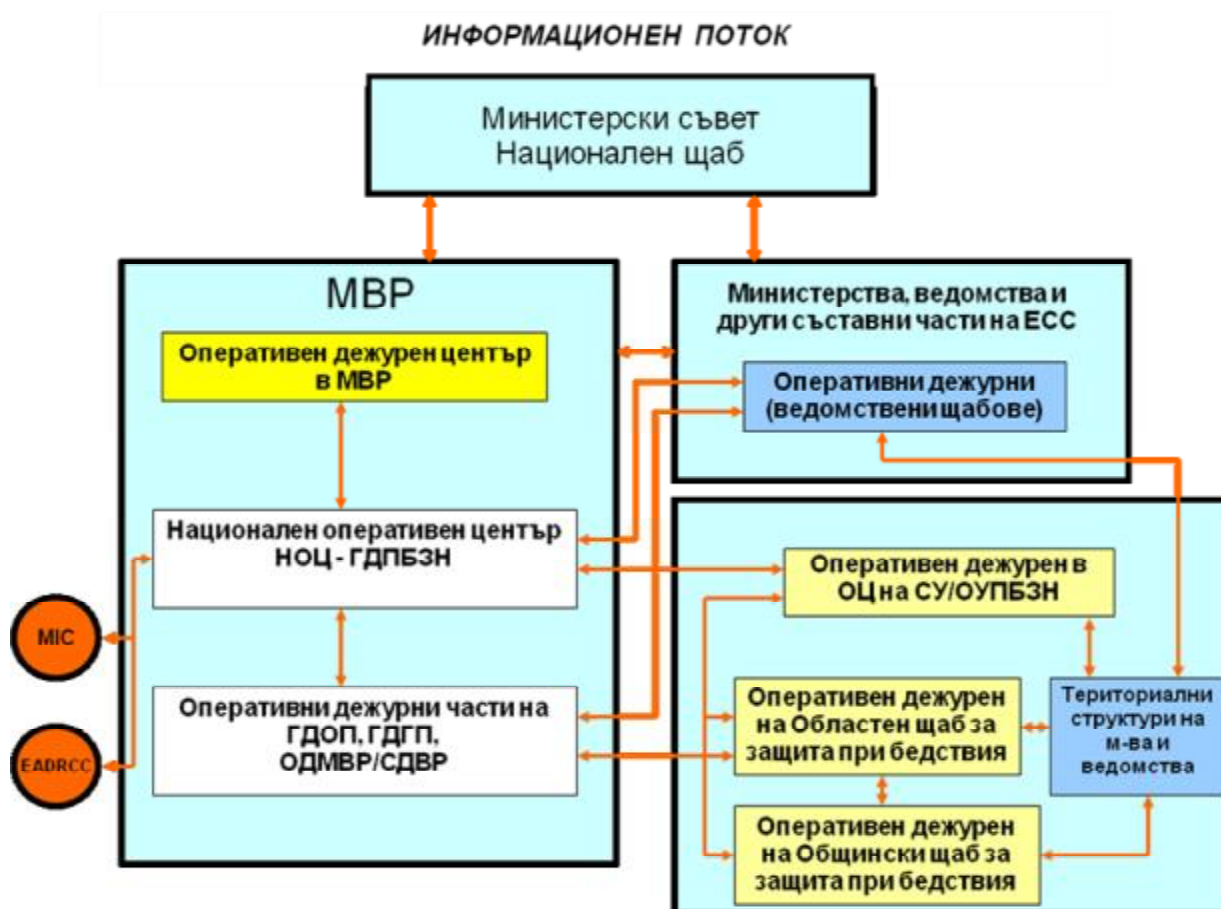 ИНФОРМАЦИОНЕН ПОТОК
Министерски съвет
Национален щаб
МВР
Оперативен дежурен център
в МВР
Национален оперативен център
НОЦ - ГДПБЗН
Оперативни дежурни части на
ГДОП, ГДГП,
ОДМВР/СДВР
MIC
EADRCC
Министерства, ведомства и
други съставни части на ЕСС
Оперативни дежурни
(ведомствени щабове)
Оперативен дежурен в
ОЦ на СУ/ОУПБЗН
Оперативен дежурен
на Областен щаб за
защита при бедствия
Териториални
структури на
м-ва и
ведомства
Оперативен дежурен
на Общински щаб за
защита при бедствия